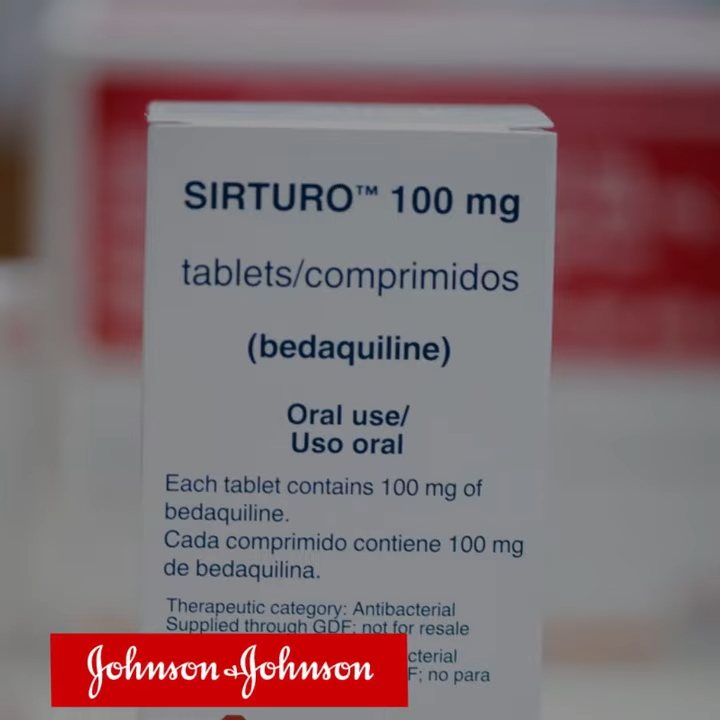 SIRTURO™ 100 mg
tablets/comprimidos
(bedaquiline)
Oral use/
Uso oral
Each tablet contains 100 mg of
bedaquiline.
Cada comprimido contiene 100 mg
de bedaquilina.
Therapeutic category: Antibacterial
Supplied through GDF; not for resale
cterial
F; no para
Johnson & Johnson